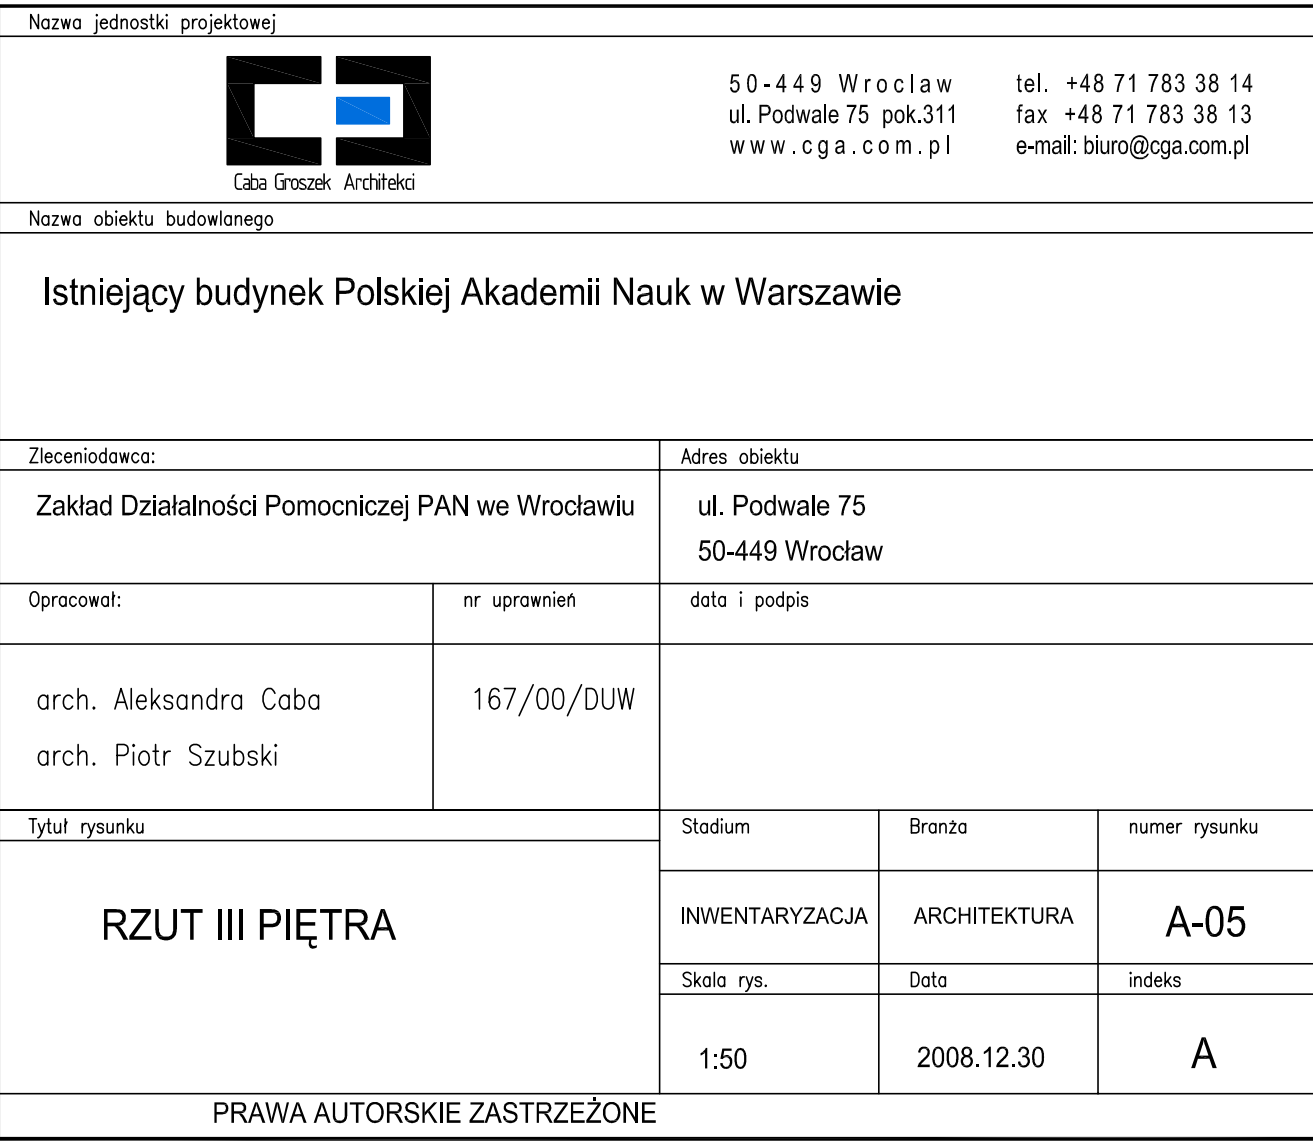 Nazwa jednostki projektowej
Caba Groszek Architekci
50-449 Wroclaw
ul. Podwale 75 pok.311
www.cga.com.pl
tel. +48 71 783 38 14
fax +48 71 783 38 13
e-mail: biuro@cga.com.pl
Nazwa obiektu budowlanego
Istniejący budynek Polskiej Akademii Nauk w Warszawie
Zleceniodawca:
Zakład Działalności Pomocniczej PAN we Wrocławiu
Adres obiektu
ul. Podwale 75
50-449 Wrocław
Opracował:
nr uprawnień
data i podpis
arch. Aleksandra Caba
167/00/DUW
arch. Piotr Szubski
Tytuł rysunku
RZUT III PIĘTRA
Stadium
Branża
numer rysunku
INWENTARYZACJA
ARCHITEKTURA
A-05
Skala rys.
Data
indeks
1:50
2008.12.30
A
PRAWA AUTORSKIE ZASTRZEŻONE